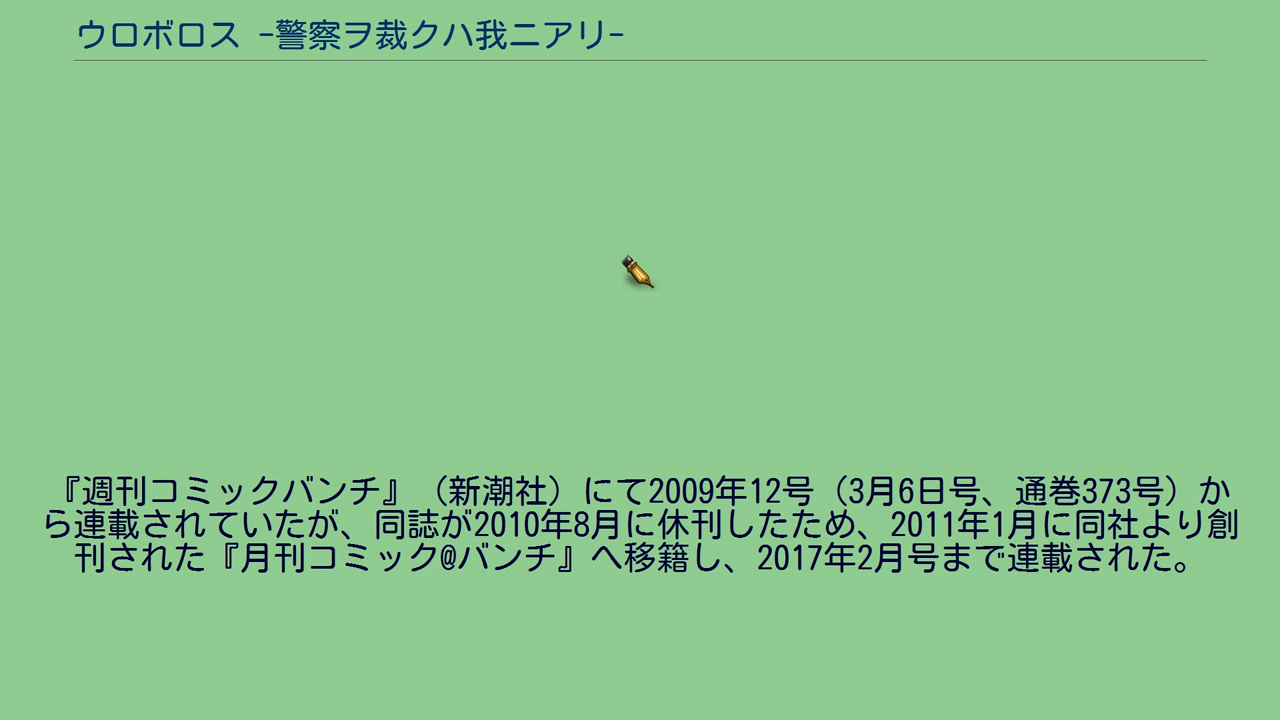 ウロボロス -警察ヲ裁クハ我ニアリ-
『週刊コミックバンチ』（新潮社）にて2009年12号（3月6日号、通巻373号）か
ら連載されていたが、同誌が2010年8月に休刊したため、2011年1月に同社より創
刊された『月刊コミック@バンチ』へ移籍し、2017年2月号まで連載された。